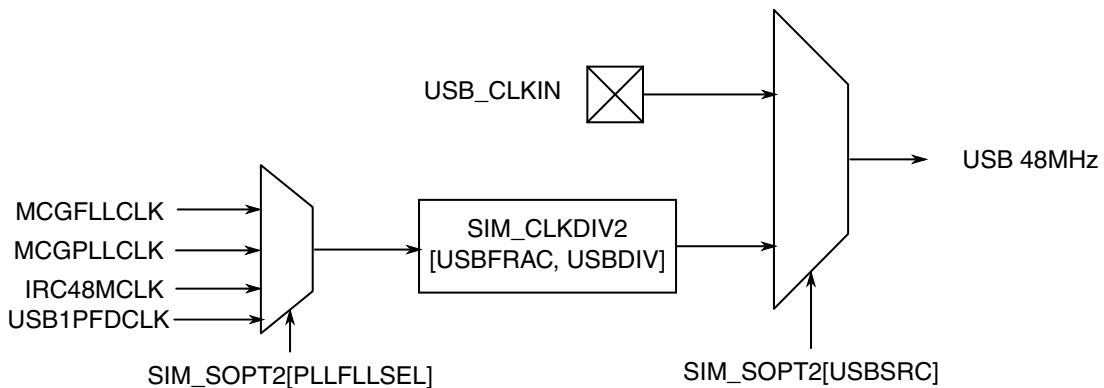 USB_CLKIN
USB 48MHz
MCGFLLCLK
MCGPLLCLK
IRC48MCLK
USB1PFDCLK
SIM_CLKDIV2
[USBFRAC, USBDIV]
SIM_SOPT2[PLLFLLSEL]
SIM_SOPT2[USBSRC]